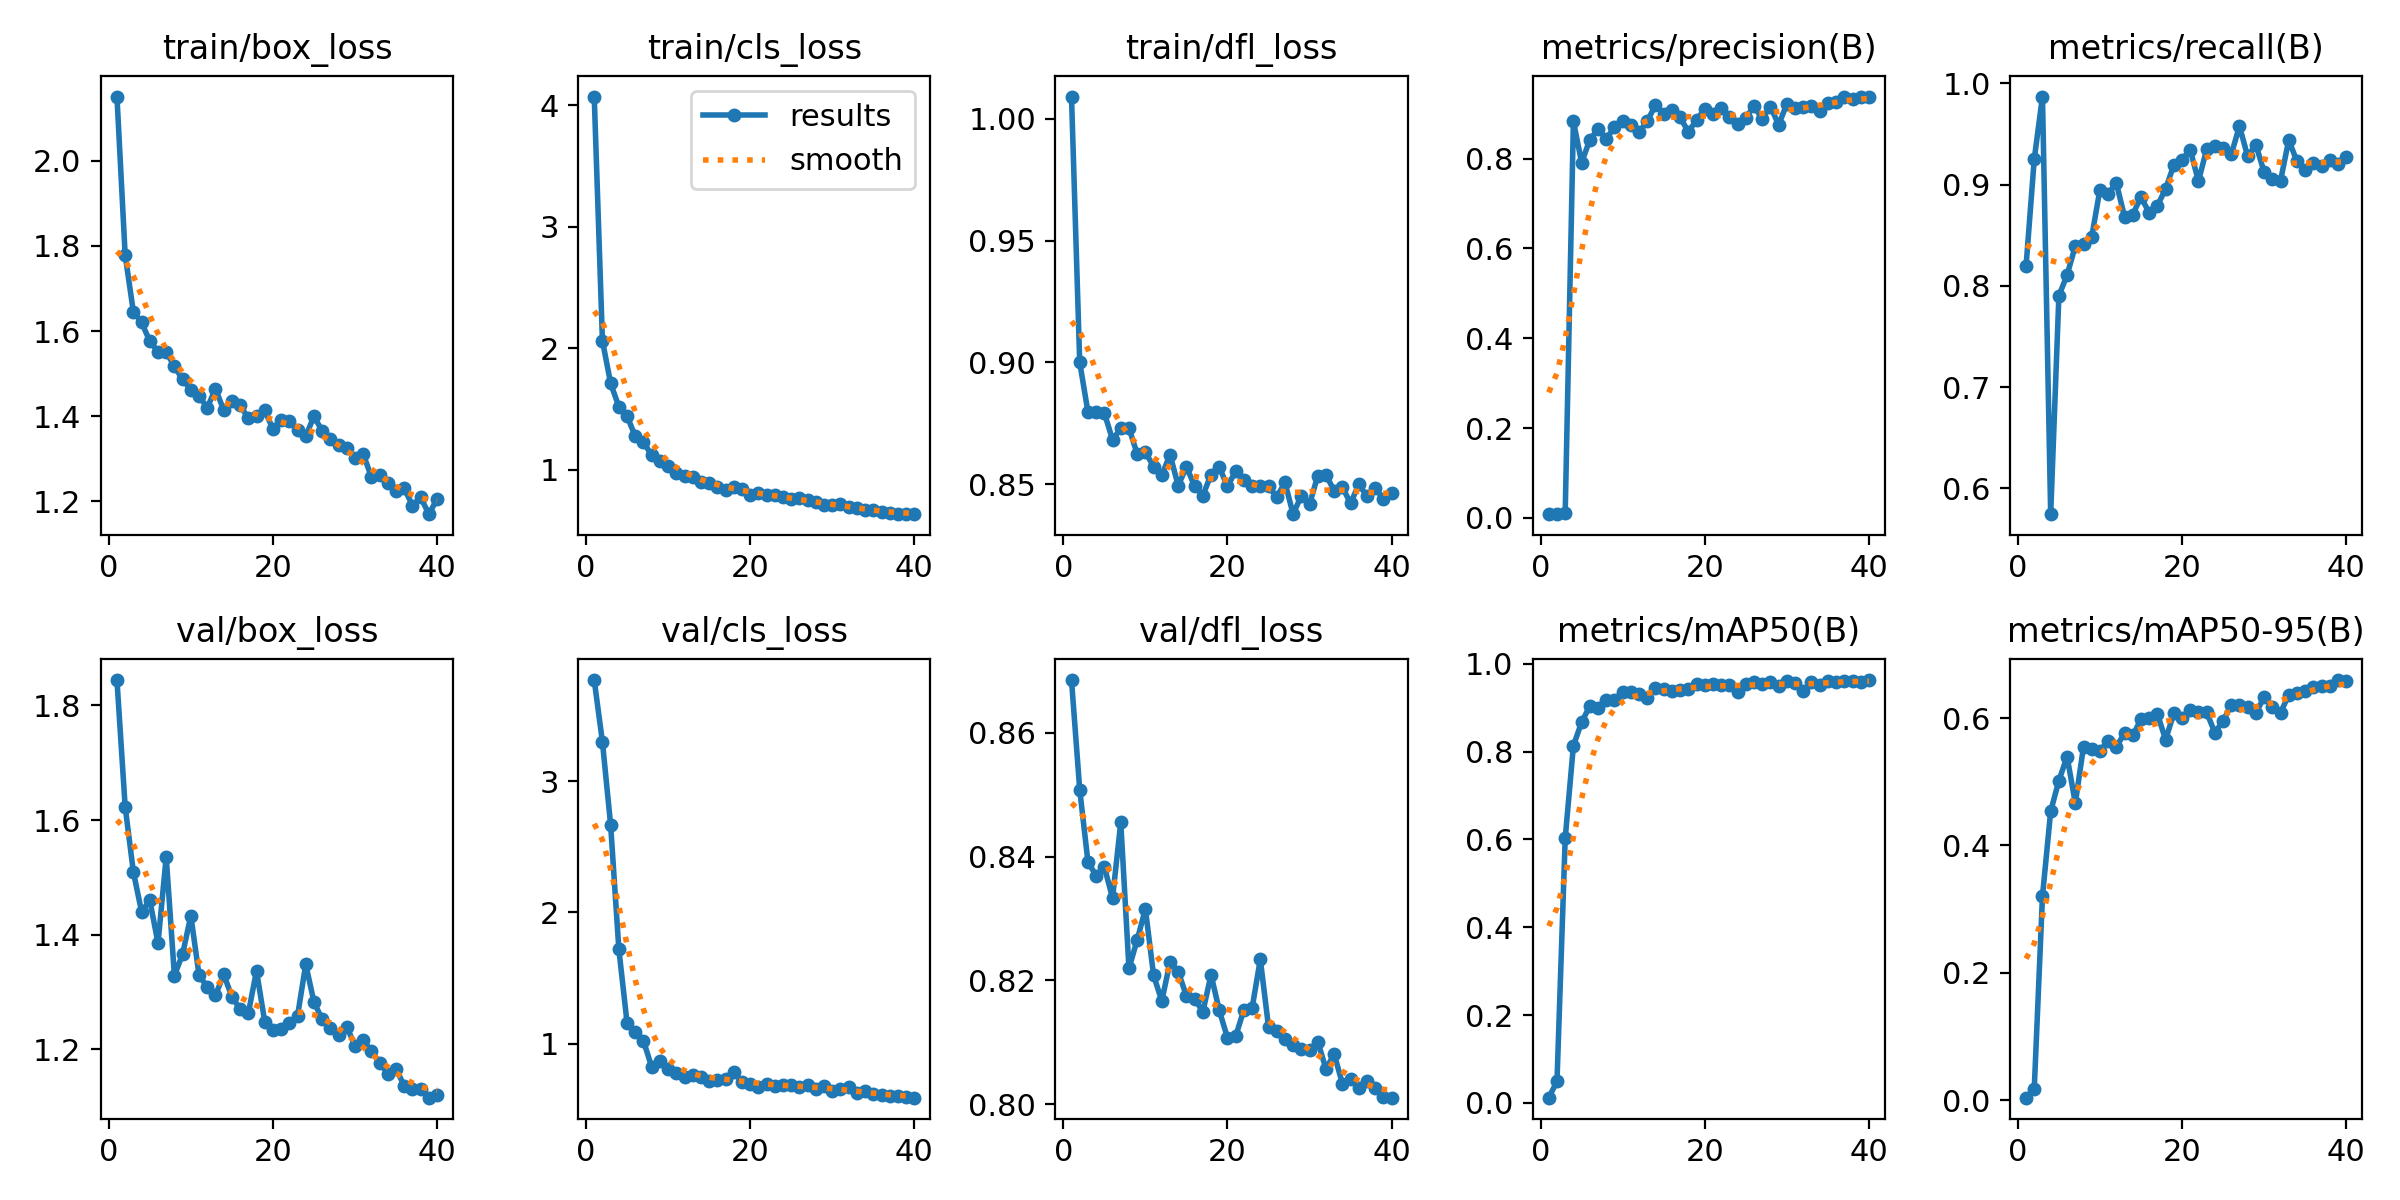 train/box_loss
2.0
1.8
1.6
1.4
1.2
0 20 40
train/cls_loss
results
smooth
4
3
2
1
0 20 40
train/dfl_loss
1.00
0.95
0.90
0.85
0 20 40
metrics/precision(B)
0.8
0.6
0.4
0.2
0.0
0 20 40
metrics/recall(B)
1.0
0.9
0.8
0.7
0.6
0 20 40
val/box_loss
1.8
1.6
1.4
1.2
0 20 40
val/cls_loss
3
2
1
0 20 40
val/dfl_loss
0.86
0.84
0.82
0.80
0 20 40
metrics/mAP50(B)
1.0
0.8
0.6
0.4
0.2
0.0
0 20 40
metrics/mAP50-95(B)
0.6
0.4
0.2
0.0
0 20 40